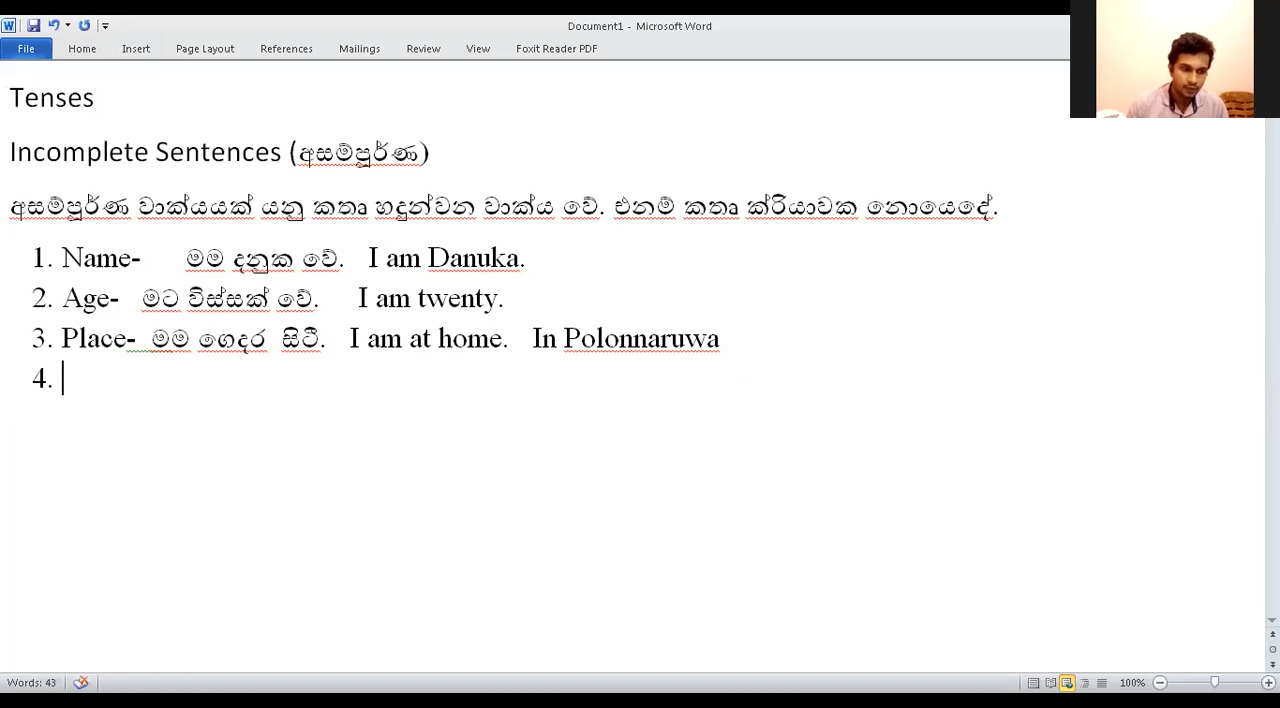 Document1 - Microsoft Word
File Home Insert Page Layout References Mailings Review View Foxit Reader PDF
Tenses
Incomplete Sentences (අසම්පූර්ණ)
අසම්පූර්ණ වාක්යයක් යනු කතෘ හඳුන්වන වාක්ය වේ. එනම් කතෘ ක්රියාවක නොයෙදේ.
1. Name- මම දනුක වේ. I am Danuka.
2. Age- මට විස්සක් වේ. I am twenty.
3. Place- මම ගෙදර සිටී. I am at home. In Polonnaruwa
4.
Words: 43 100%